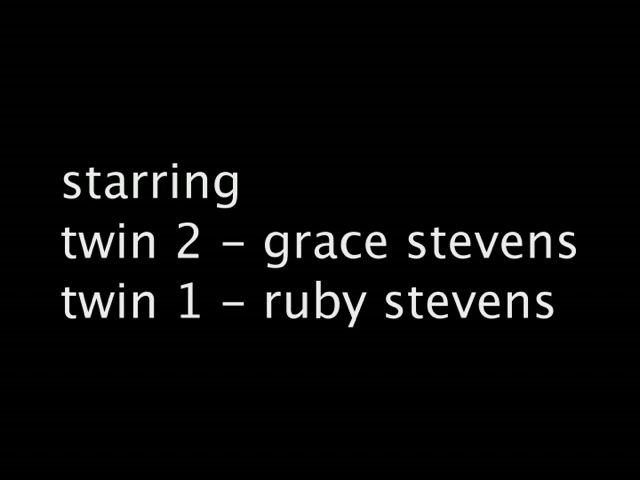 starring
twin 2 – grace stevens
twin 1 – ruby stevens